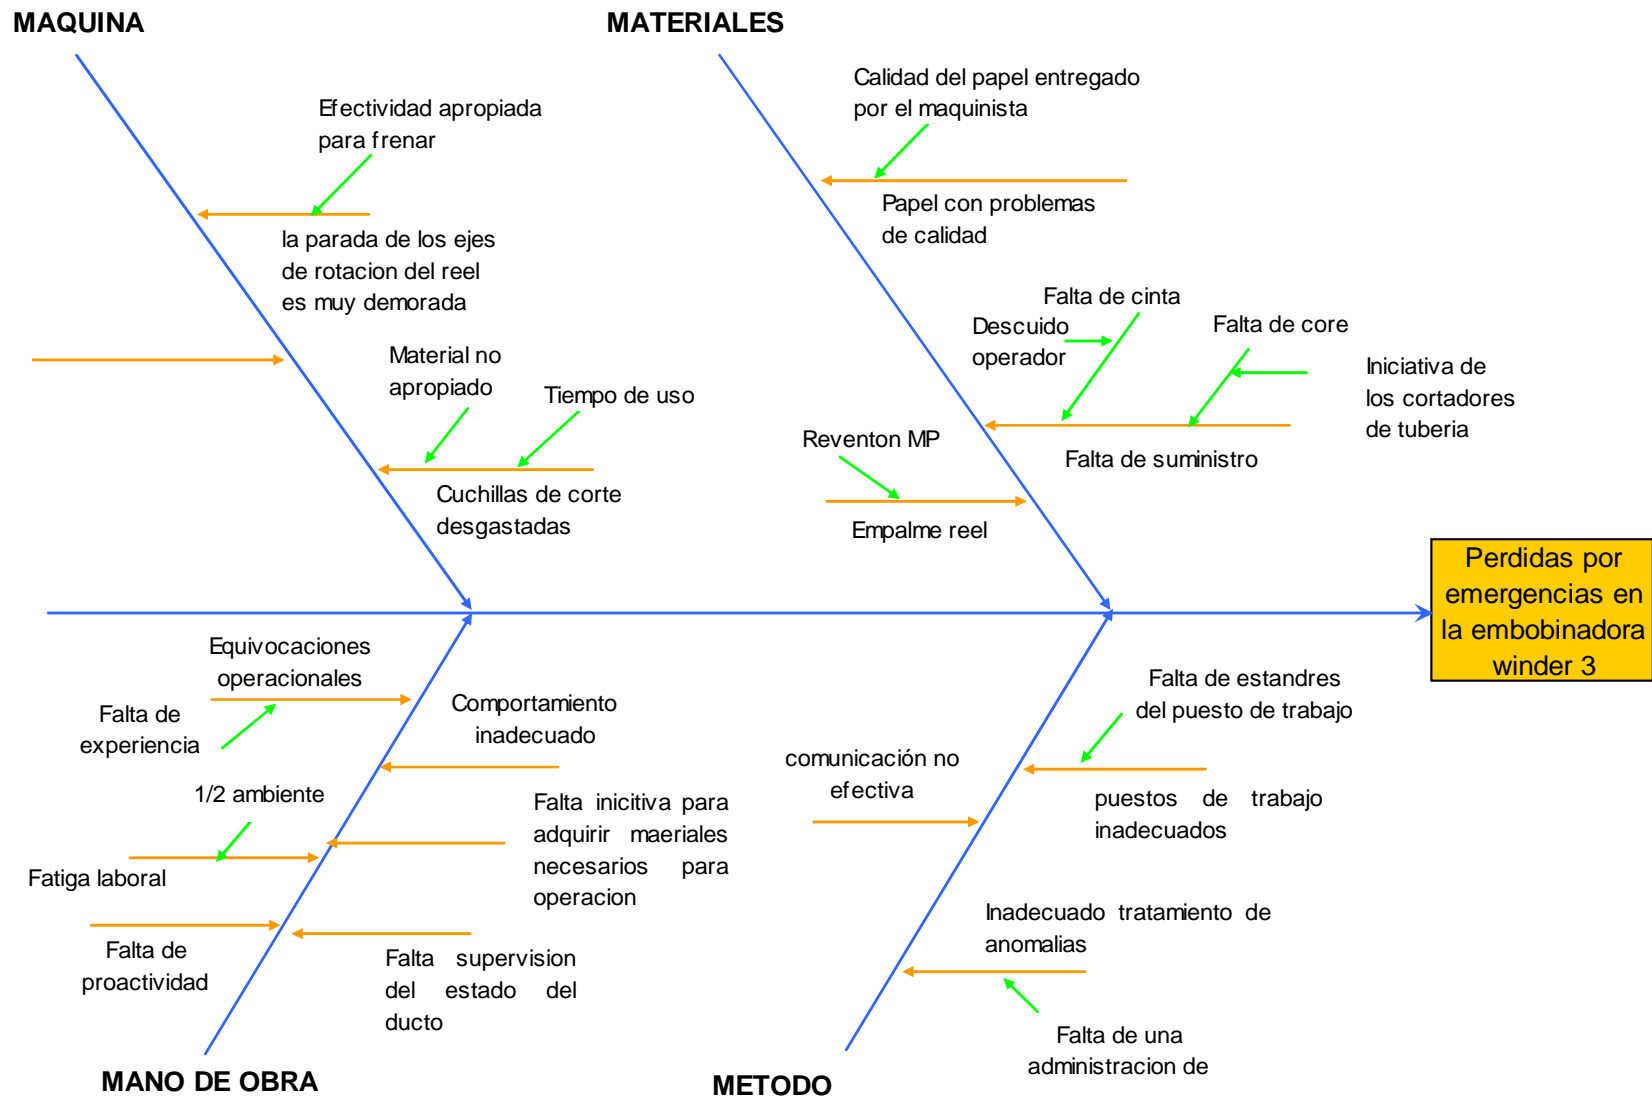 MAQUINA
MATERIALES
Efectividad apropiada
para frenar
Calidad del papel entregado
por el maquinista
la parada de los ejes
de rotacion del reel
es muy demorada
Papel con problemas
de calidad
Material no
apropiado
Tiempo de uso
Cuchillas de corte
desgastadas
Falta de cinta
Descuido
operador
Falta de core
Iniciativa de
los cortadores
de tuberia
Falta de suministro
Reventon MP
Empalme reel
Perdidas por
emergencias en
la embobinadora
winder 3
Equivocaciones
operacionales
Falta de
experiencia
Comportamiento
inadecuado
1/2 ambiente
Fatiga laboral
Falta inicitiva para
adquirir maeriales
necesarios para
operacion
Falta de
proactividad
Falta supervision
del estado del
ducto
MANO DE OBRA
Falta de estandres
del puesto de trabajo
comunicación no
efectiva
puestos de trabajo
inadecuados
Inadecuado tratamiento de
anomalias
Falta de una
administracion de
METODO